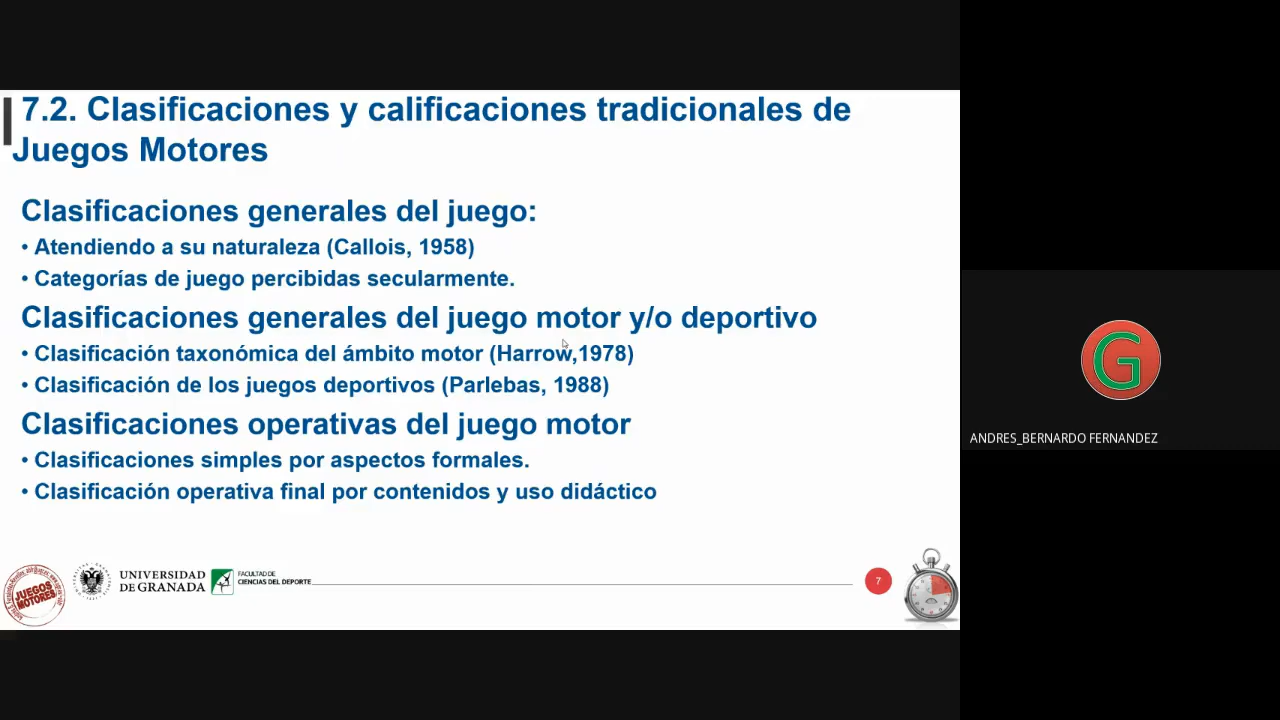 7.2. Clasificaciones y calificaciones tradicionales de
Juegos Motores
Clasificaciones generales del juego:
• Atendiendo a su naturaleza (Callois, 1958)
• Categorías de juego percibidas secularmente.
Clasificaciones generales del juego motor y/o deportivo
• Clasificación taxonómica del ámbito motor (Harrow,1978)
• Clasificación de los juegos deportivos (Parlebas, 1988)
Clasificaciones operativas del juego motor
• Clasificaciones simples por aspectos formales.
• Clasificación operativa final por contenidos y uso didáctico
JUEGOS
MOTORES
UNIVERSIDAD
DE GRANADA
FACULTAD DE
CIENCIAS DEL DEPORTE
7
G
ANDRES_BERNARDO FERNANDEZ